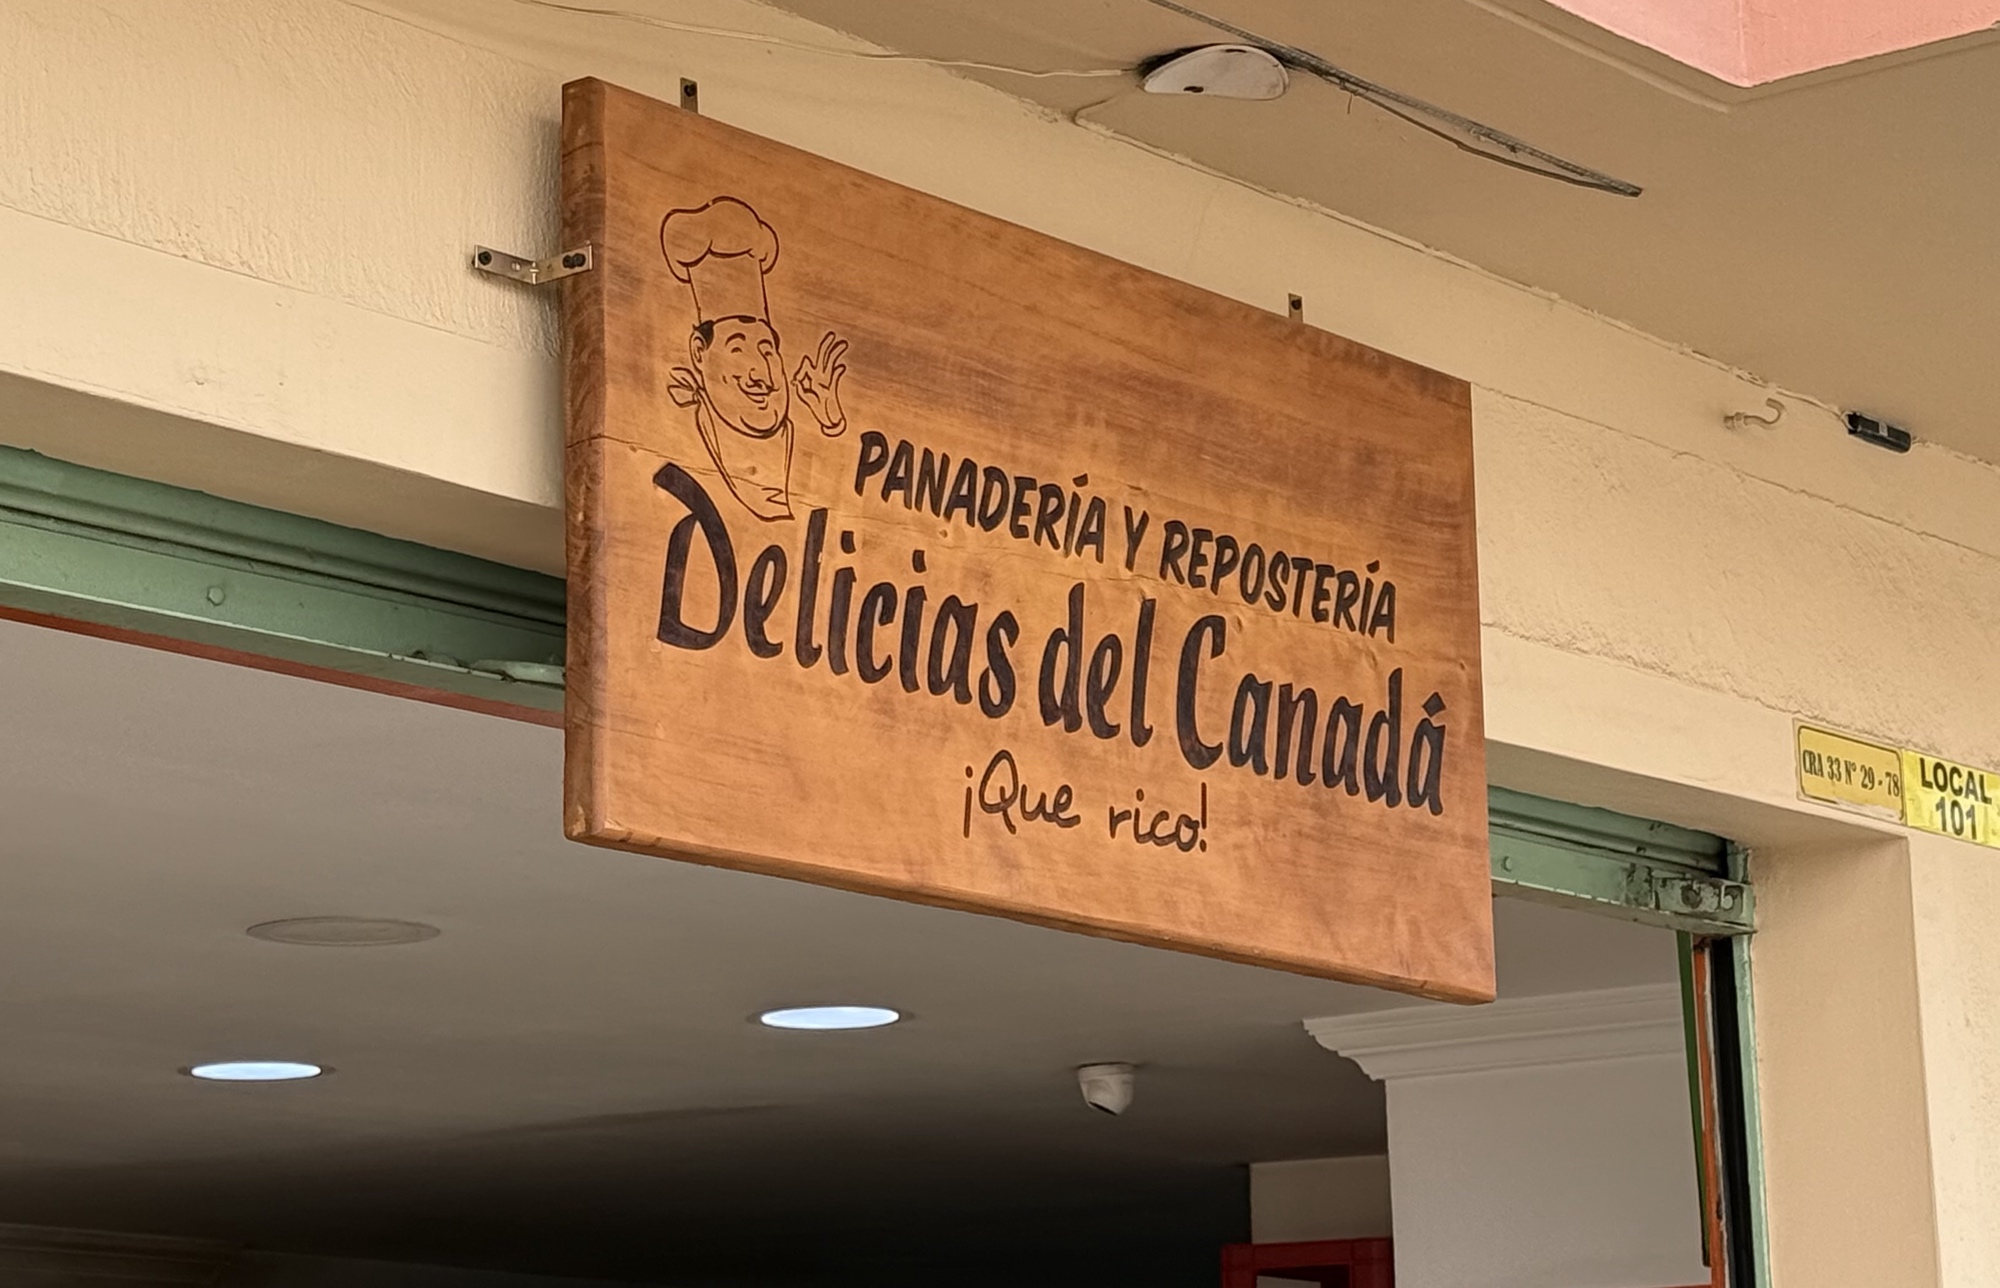 PANADERÍA Y REPOSTERÍA
Delicias del Canadá
¡Que rico!
CRA 33 Nº 29 - 78
LOCAL
101